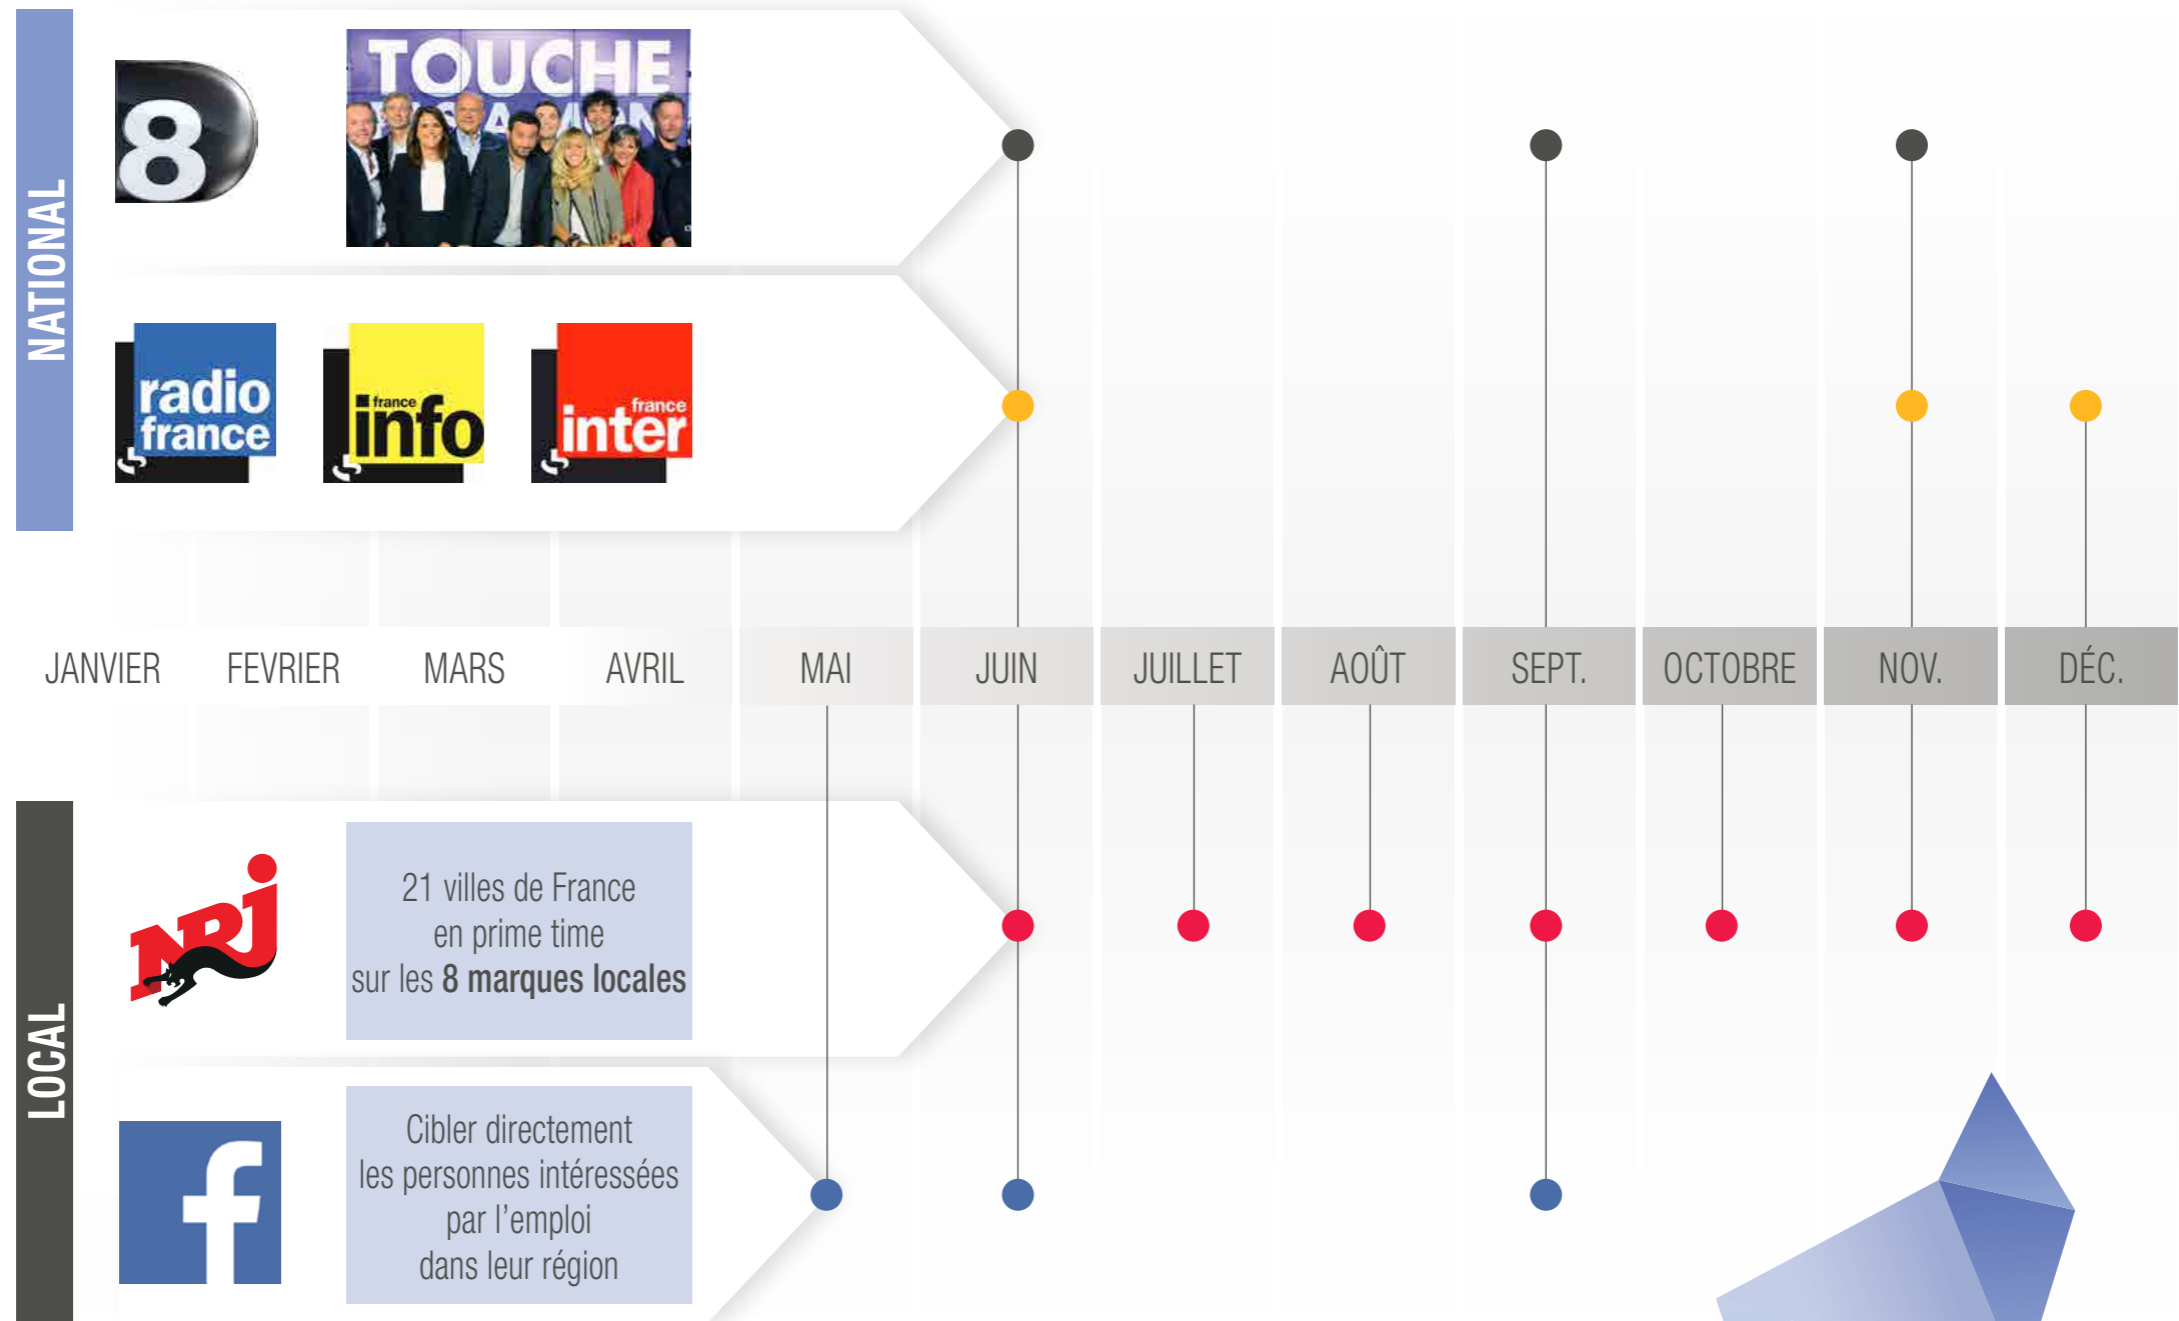 NATIONAL
8
TOUCHE
radio
france
france
info
france
inter
JANVIER
FEVRIER
MARS
AVRIL
MAI
JUIN
JUILLET
AOÛT
SEPT.
OCTOBRE
NOV.
DÉC.
LOCAL
NRJ
21 villes de France
en prime time
sur les 8 marques locales
f
Cibler directement
les personnes intéressées
par l'emploi
dans leur région